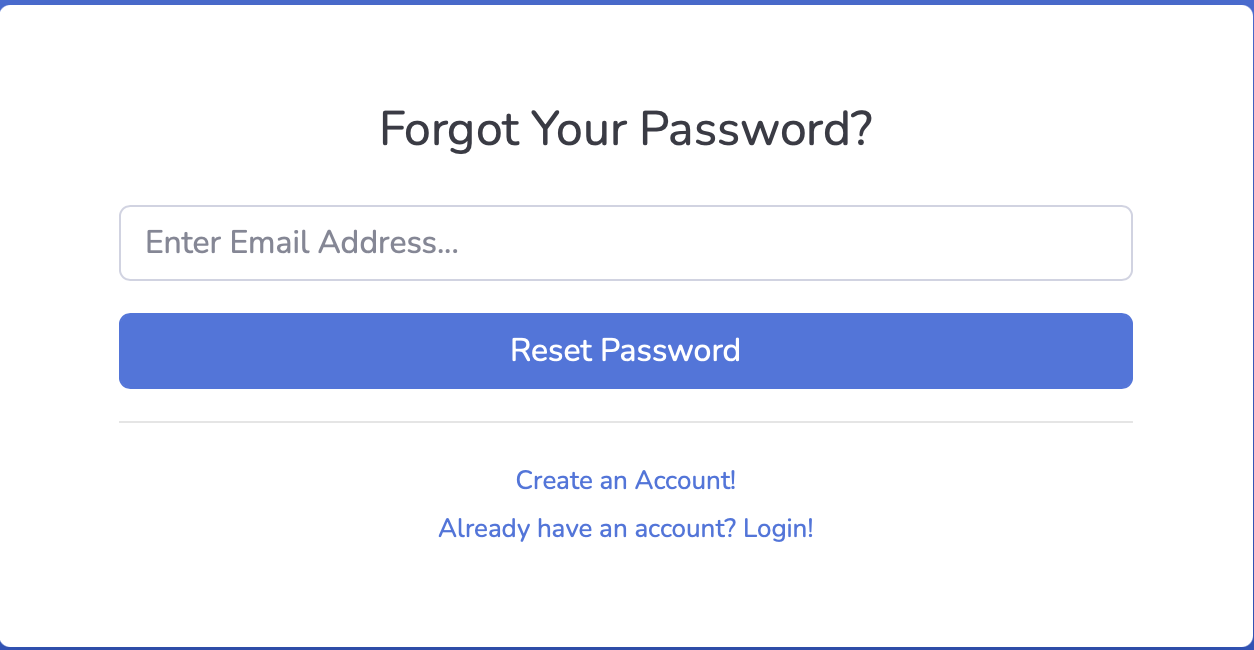 Forgot Your Password?
Enter Email Address...
Reset Password
Create an Account!
Already have an account? Login!